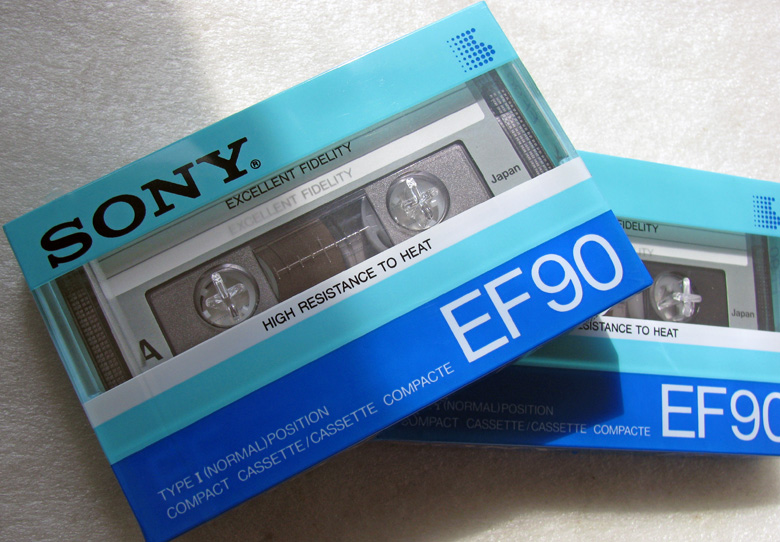 SONY®
EXCELLENT FIDELITY
EXCELLENT FIDELITY
Japan
A
HIGH RESISTANCE TO HEAT
EF90
TYPE I (NORMAL) POSITION
COMPACT CASSETTE/CASSETTE COMPACTE
FIDELITY
Japan
RESISTANCE TO HEAT
EF90
(NORMAL) POSITION
COMPACT CASSETTE/CASSETTE COMPACTE